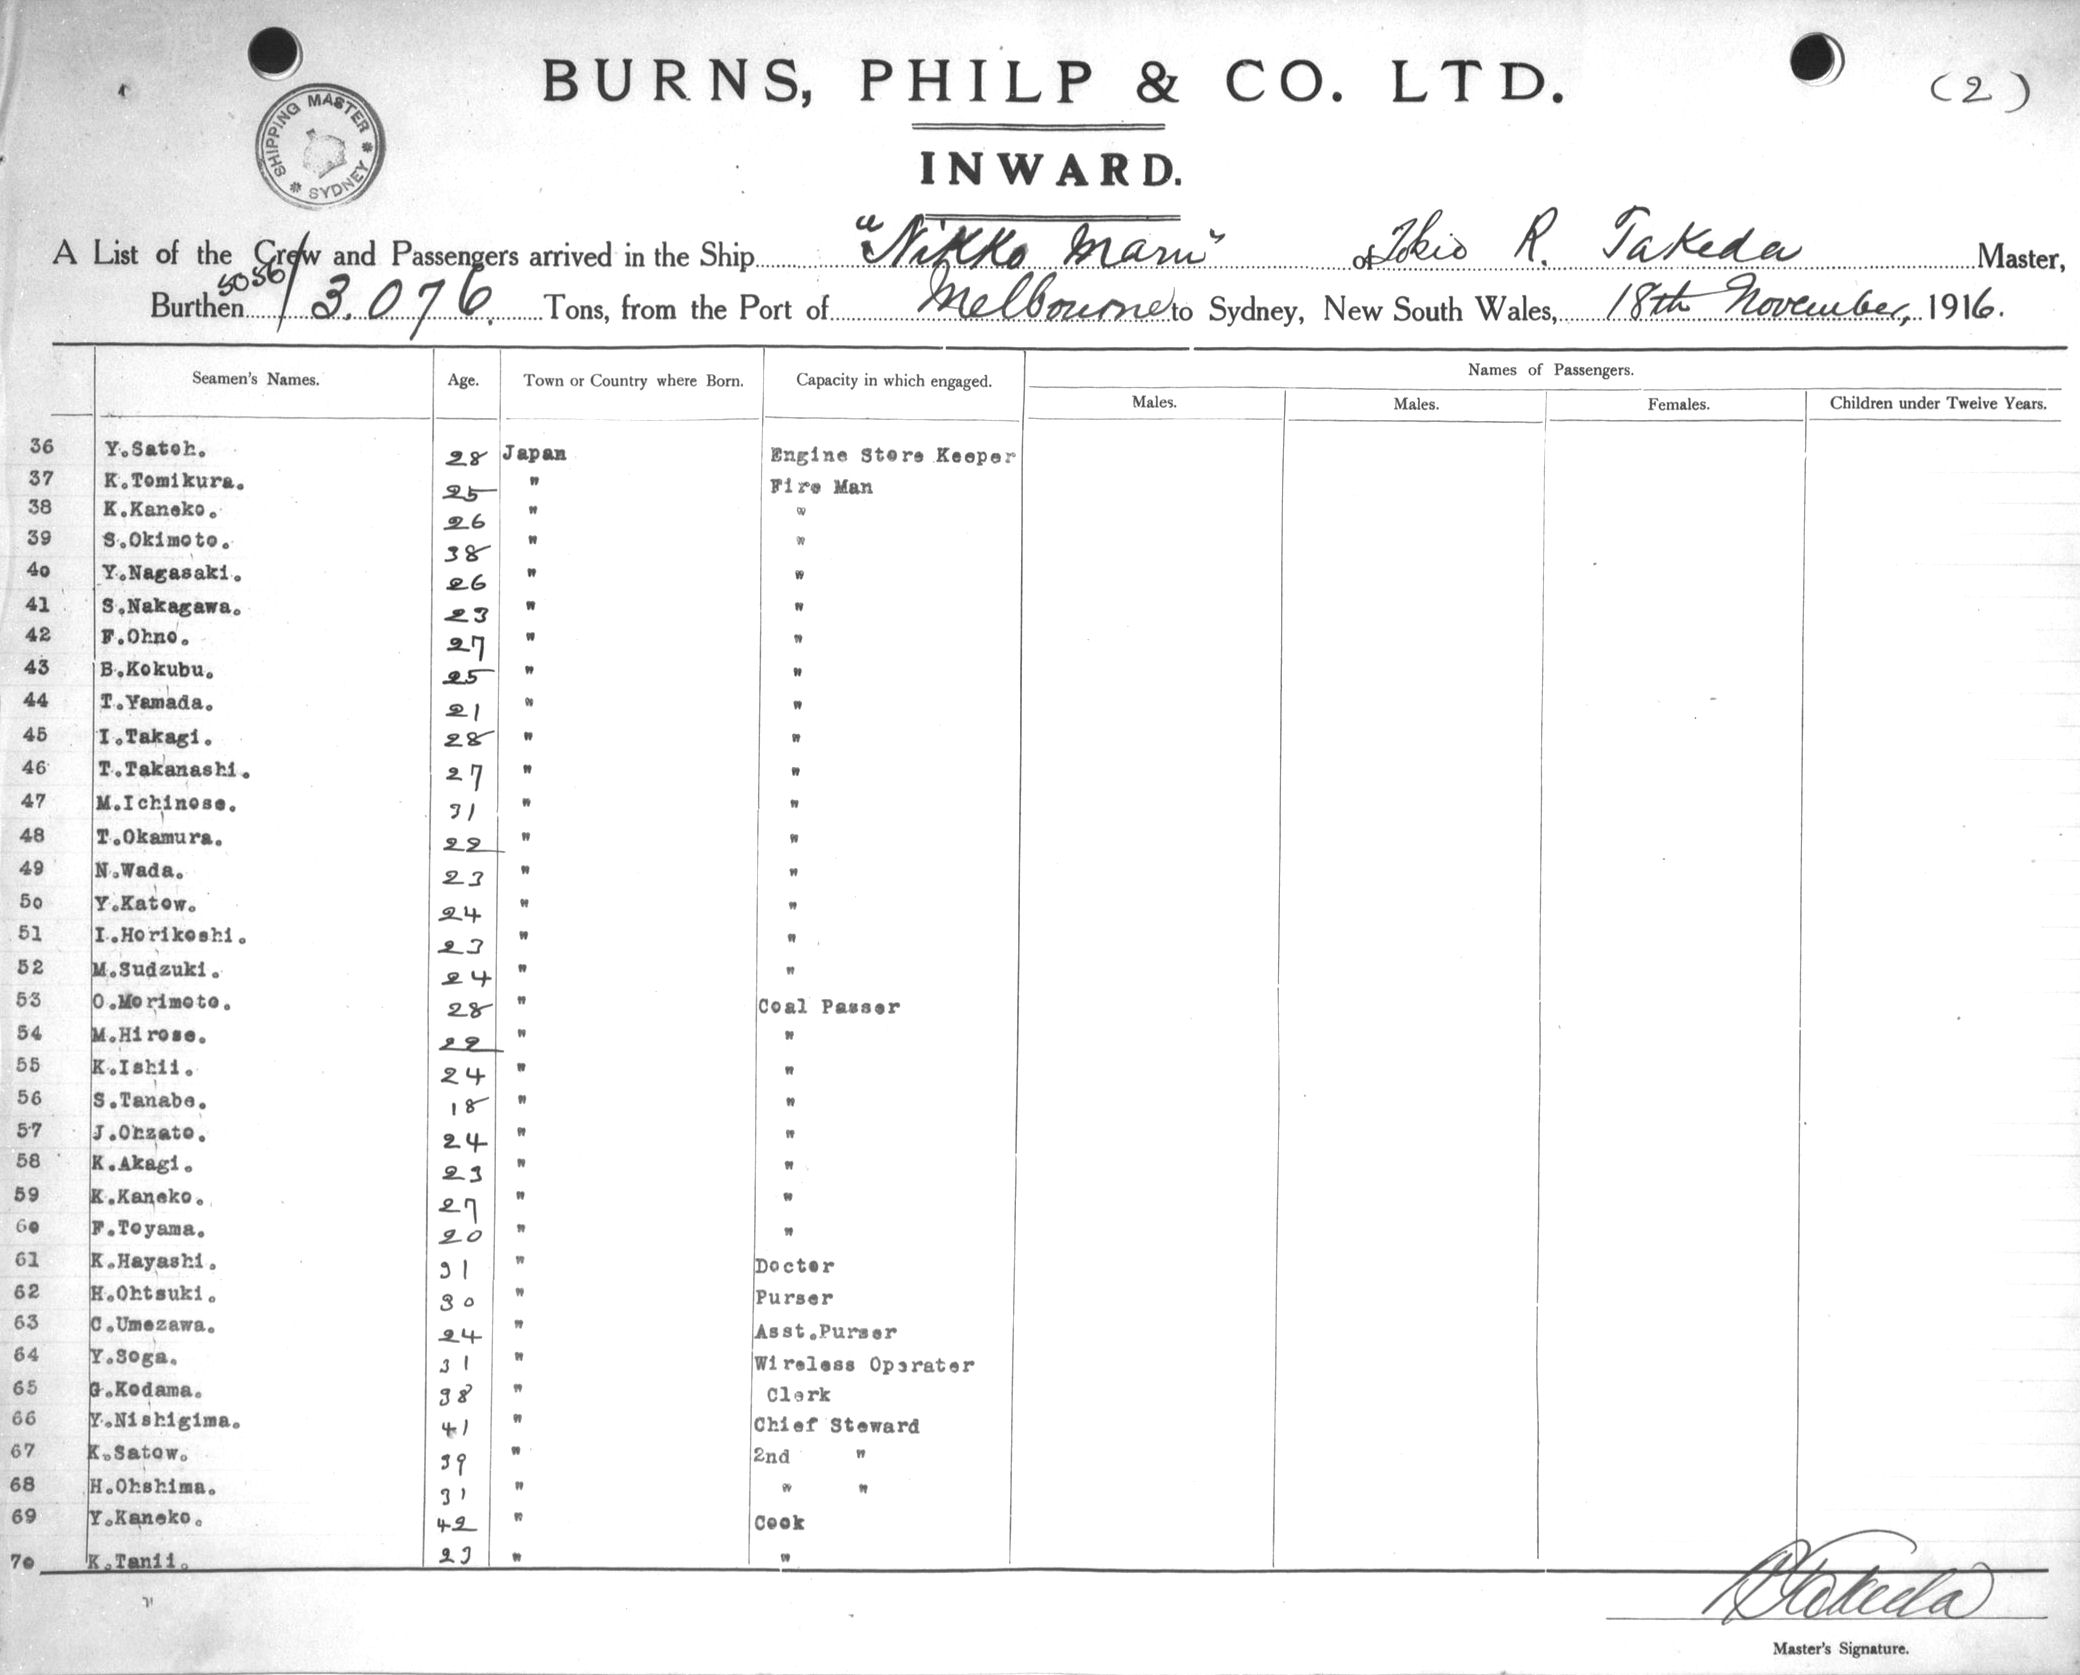 BURNS, PHILP & CO. LTD.
(2)
SHIPPING MASTER
SYDNEY
INWARD.
A List of the Crew and Passengers arrived in the Ship "Nikko Maru" of Tokio R. Takeda Master,
Burthen 5056/3.076. Tons, from the Port of Melbourne to Sydney, New South Wales, 18th November, 1916.
Seamen's Names. Age. Town or Country where Born. Capacity in which engaged. Names of Passengers.
Males. Males. Females. Children under Twelve Years.
36 Y.Satoh. 28 Japan Engine Store Keeper
37 K.Tomikura. 25 " Fire Man
38 K.Kaneko. 26 " "
39 S.Okimoto. 38 " "
40 Y.Nagasaki. 26 " "
41 S.Nakagawa. 23 " "
42 F.Ohno. 27 " "
43 B.Kokubu. 25 " "
44 T.Yamada. 21 " "
45 I.Takagi. 28 " "
46 T.Takanashi. 27 " "
47 M.Ichinose. 31 " "
48 T.Okamura. 22 " "
49 N.Wada. 23 " "
50 Y.Katow. 24 " "
51 I.Horikoshi. 23 " "
52 M.Sudzuki. 24 " "
53 O.Morimoto. 28 " Coal Passer
54 M.Hirose. 22 " "
55 K.Ishii. 24 " "
56 S.Tanabe. 18 " "
57 J.Ohzato. 24 " "
58 K.Akagi. 23 " "
59 K.Kaneko. 27 " "
60 F.Toyama. 20 " "
61 K.Hayashi. 31 " Doctor
62 H.Ohtsuki. 30 " Purser
63 C.Umezawa. 24 " Asst.Purser
64 Y.Soga. 31 " Wireless Operater
65 G.Kodama. 38 " Clerk
66 Y.Nishigima. 41 " Chief Steward
67 K.Satow. 39 " 2nd "
68 H.Ohshima. 31 " " "
69 Y.Kaneko. 42 " Cook
70 K.Tanii. 23 " "
R Takeda
Master's Signature.